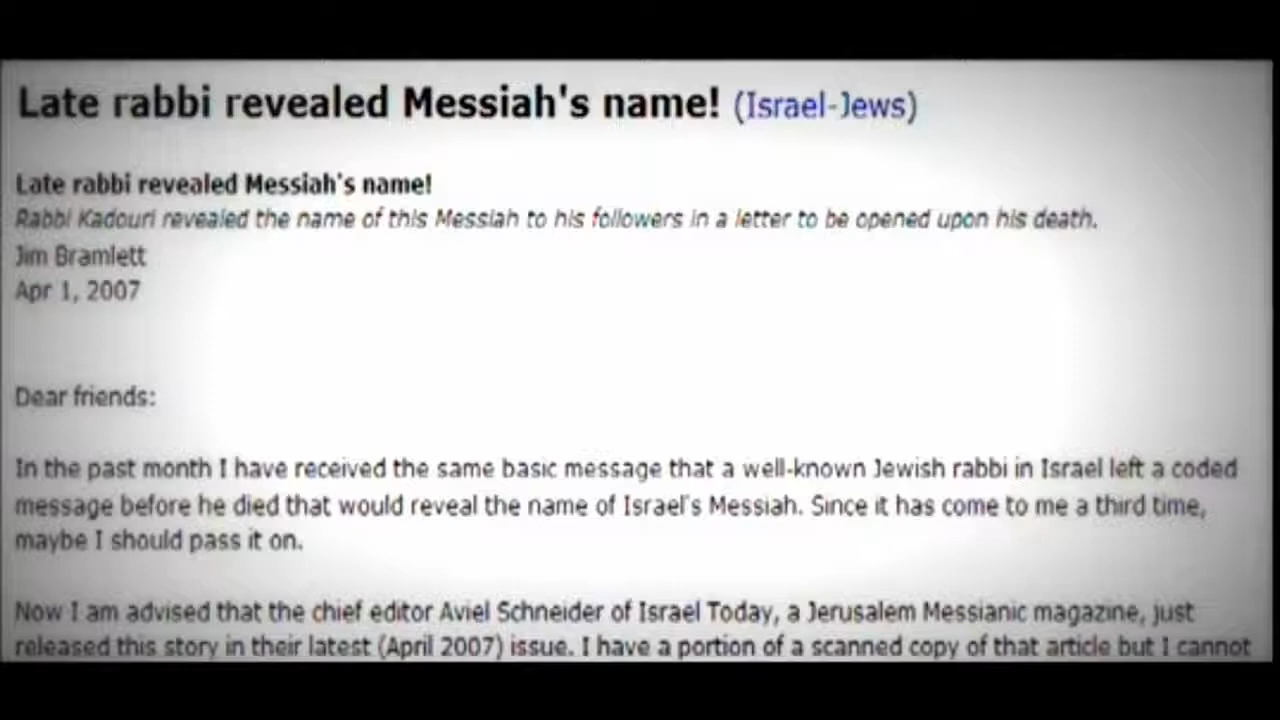 Late rabbi revealed Messiah's name! (Israel-Jews)
Late rabbi revealed Messiah's name!
Rabbi Kadouri revealed the name of this Messiah to his followers in a letter to be opened upon his death.
Jim Bramlett
Apr 1, 2007
Dear friends:
In the past month I have received the same basic message that a well-known Jewish rabbi in Israel left a coded
message before he died that would reveal the name of Israel's Messiah. Since it has come to me a third time,
maybe I should pass it on.
Now I am advised that the chief editor Aviel Schneider of Israel Today, a Jerusalem Messianic magazine, just
released this story in their latest (April 2007) issue. I have a portion of a scanned copy of that article but I cannot